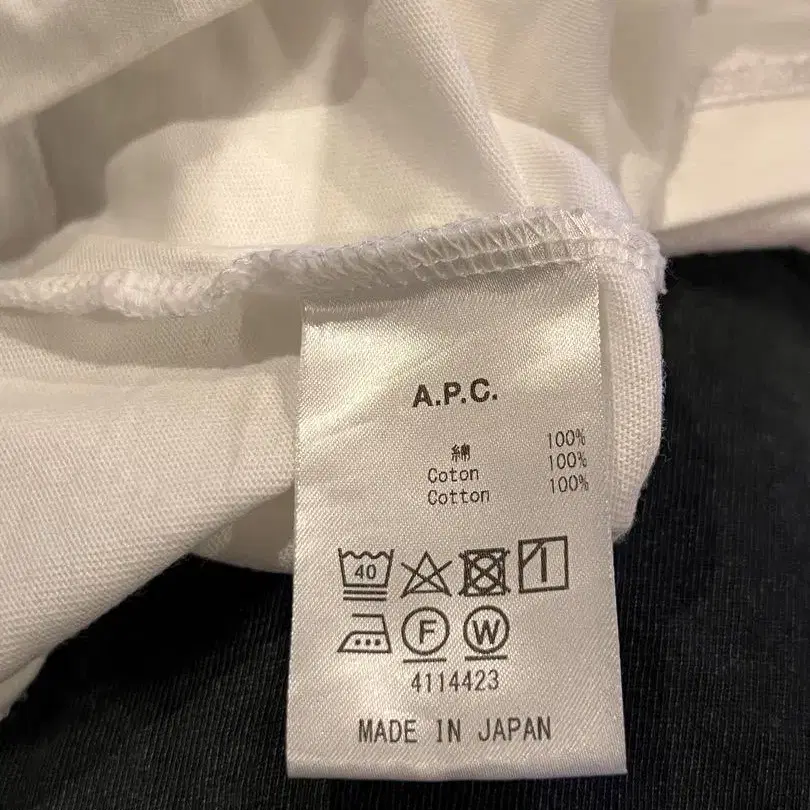 A.P.C.
綿 100%
Coton 100%
Cotton 100%
40
F W
4114423
MADE IN JAPAN